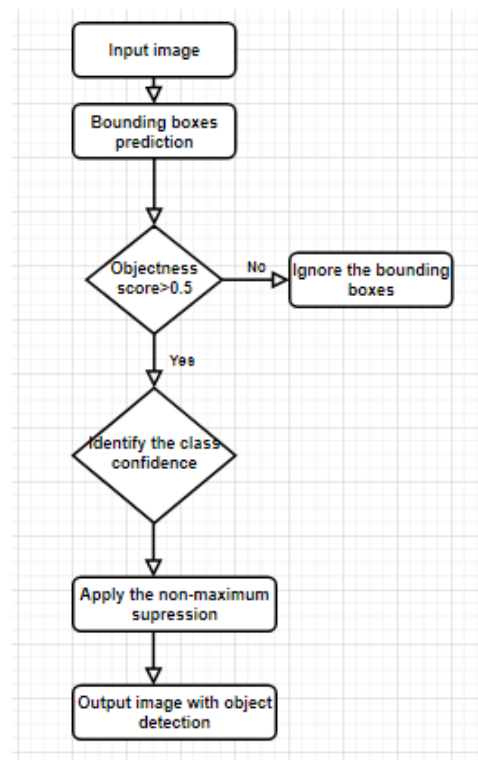 Input image
Bounding boxes
prediction
Objectness
score>0.5
No
Ignore the bounding
boxes
Yes
Identify the class
confidence
Apply the non-maximum
supression
Output image with object
detection